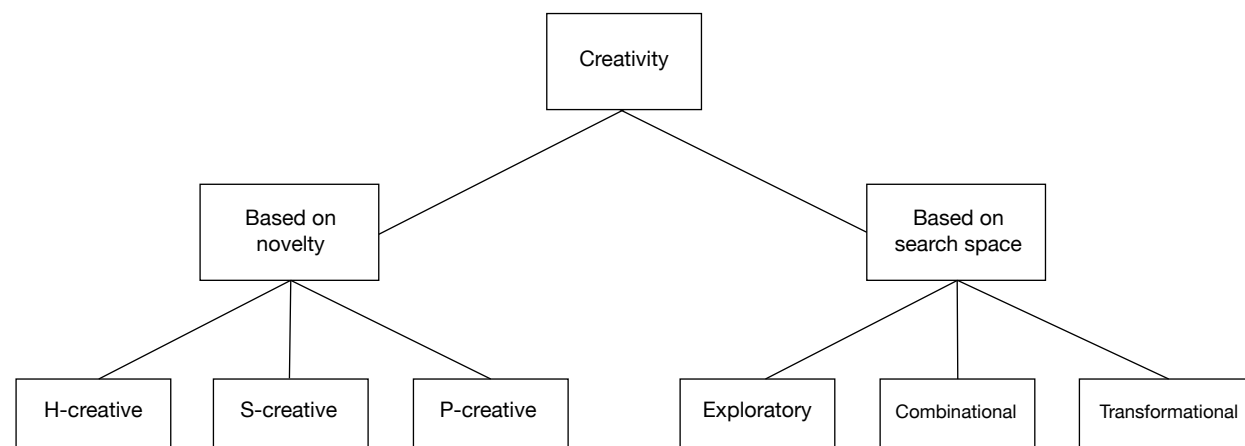 Creativity
Based on
novelty
Based on
search space
H-creative
S-creative
P-creative
Exploratory
Combinational
Transformational